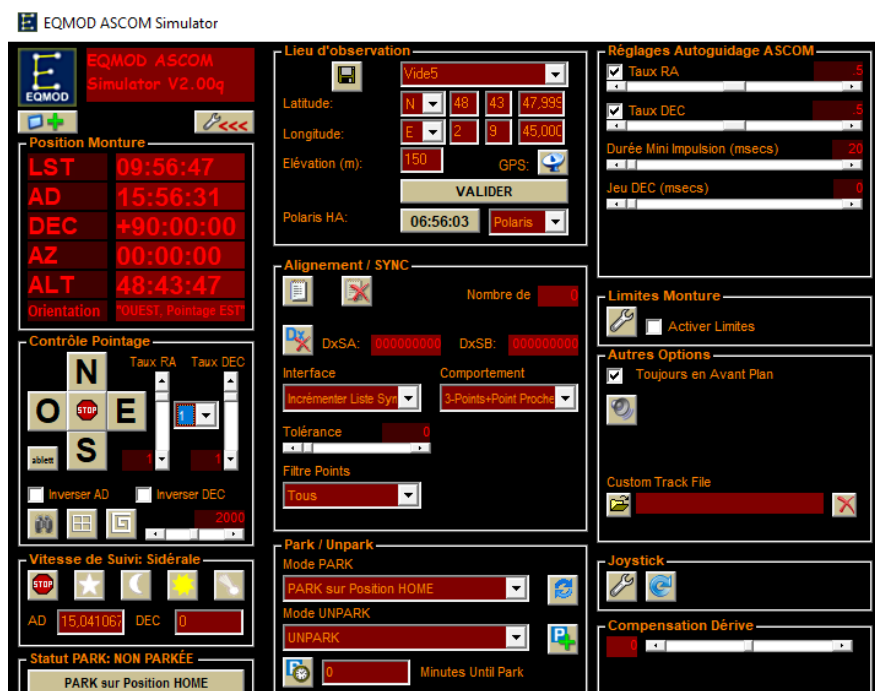 EQMOD ASCOM Simulator
EQMOD
EQMOD ASCOM
Simulator V2.00q
<<<
Position Monture
LST 09:56:47
AD 15:56:31
DEC +90:00:00
AZ 00:00:00
ALT 48:43:47
Orientation "OUEST, Pointage EST"
Contrôle Pointage
Taux RA Taux DEC
N
O STOP E
S
1
1 1
Inverser AD Inverser DEC
2000
Vitesse de Suivi: Sidérale
STOP
AD 15,041067 DEC 0
Statut PARK: NON PARKÉE
PARK sur Position HOME
Lieu d'observation
Vide5
Latitude: N 48 43 47,999
Longitude: E 2 9 45,000
Elévation (m): 150 GPS:
VALIDER
Polaris HA: 06:56:03 Polaris
Alignement / SYNC
Nombre de 0
Dx DxSA: 000000000 DxSB: 000000000
Interface Comportement
Incrémenter Liste Syn 3-Points+Point Proche
Tolérance 0
Filtre Points
Tous
Park / Unpark
Mode PARK
PARK sur Position HOME
Mode UNPARK
UNPARK
0 Minutes Until Park
Réglages Autoguidage ASCOM
Taux RA .5
Taux DEC .5
Durée Mini Impulsion (msecs) 20
Jeu DEC (msecs) 0
Limites Monture
Activer Limites
Autres Options
Toujours en Avant Plan
Custom Track File
Joystick
Compensation Dérive
0